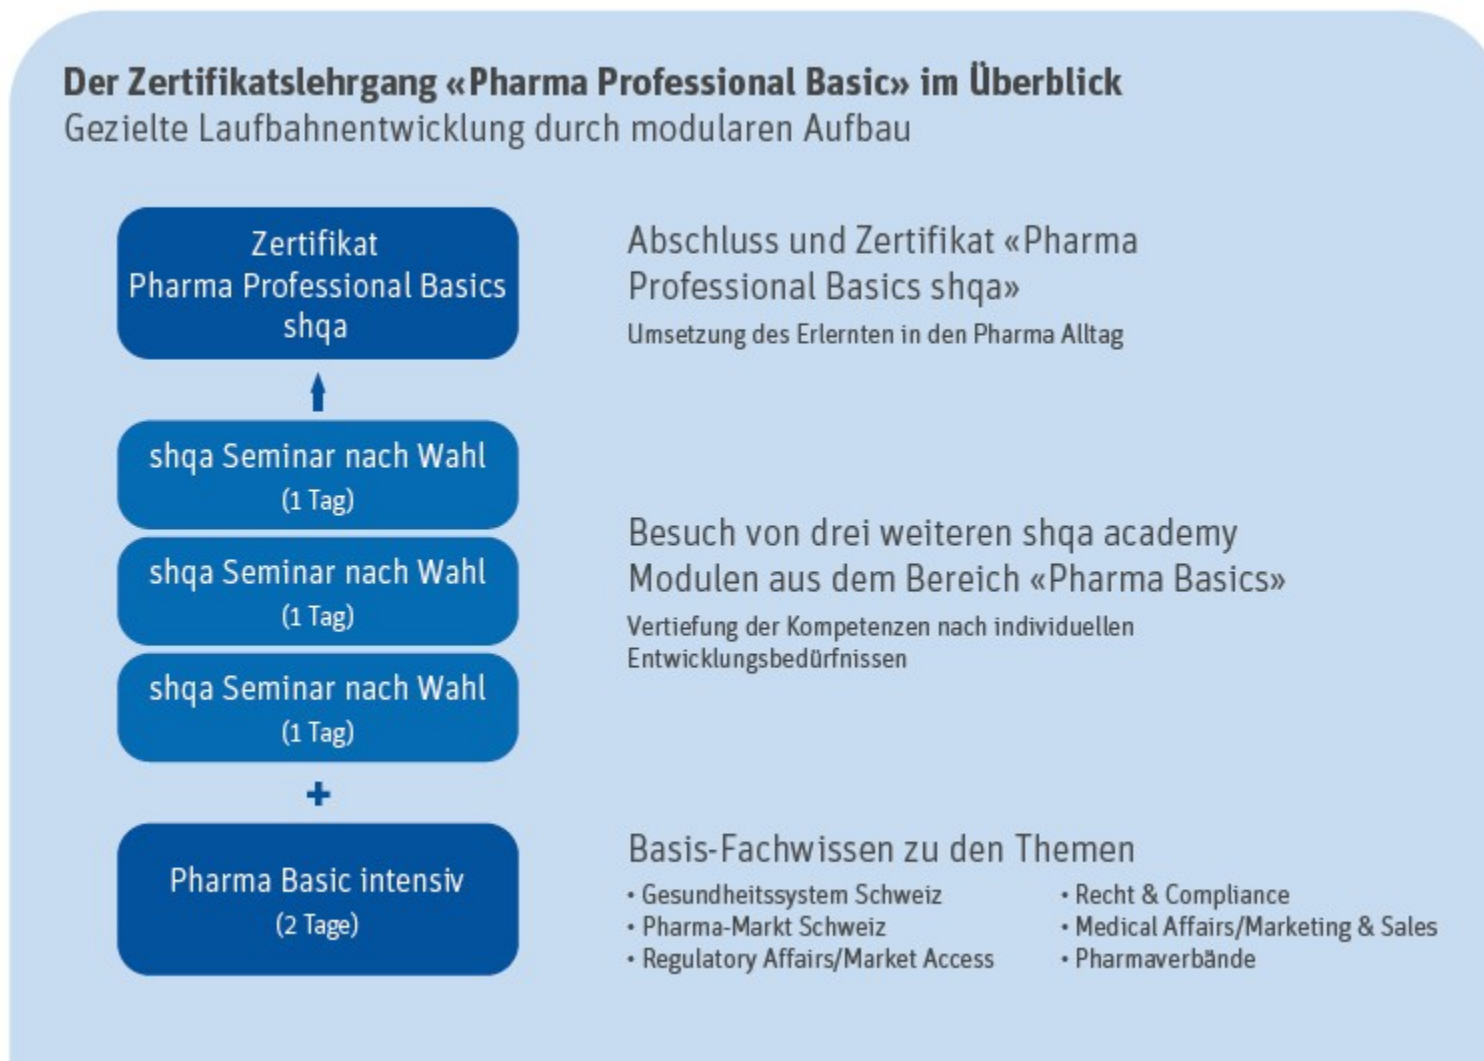 Der Zertifikatslehrgang «Pharma Professional Basic» im Überblick
Gezielte Laufbahnentwicklung durch modularen Aufbau
Zertifikat
Pharma Professional Basics
shqa
Abschluss und Zertifikat «Pharma
Professional Basics shqa»
Umsetzung des Erlernten in den Pharma Alltag
shqa Seminar nach Wahl
(1 Tag)
shqa Seminar nach Wahl
(1 Tag)
shqa Seminar nach Wahl
(1 Tag)
Besuch von drei weiteren shqa academy
Modulen aus dem Bereich «Pharma Basics»
Vertiefung der Kompetenzen nach individuellen
Entwicklungsbedürfnissen
+
Pharma Basic intensiv
(2 Tage)
Basis-Fachwissen zu den Themen
• Gesundheitssystem Schweiz
• Pharma-Markt Schweiz
• Regulatory Affairs/Market Access
• Recht & Compliance
• Medical Affairs/Marketing & Sales
• Pharmaverbände